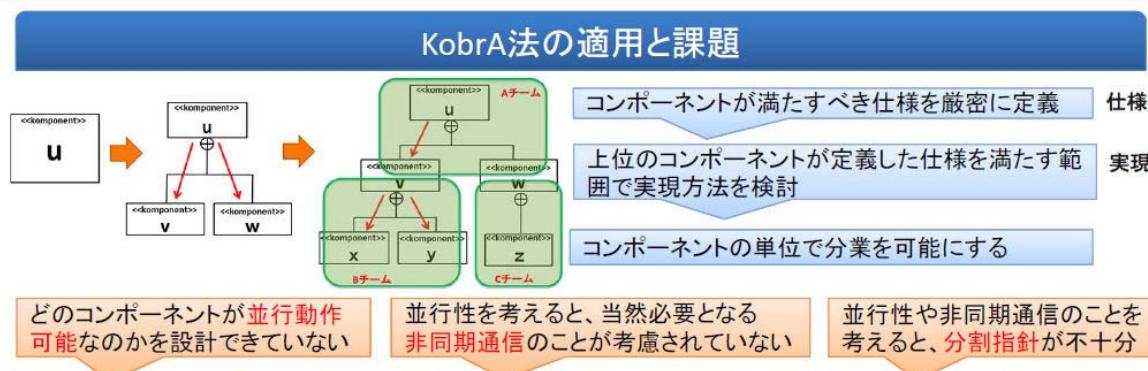 KobrA法の適用と課題
<<komponent>>
u
<<komponent>>
u
<<komponent>>
v
<<komponent>>
w
<<komponent>>
u
Aチーム
<<komponent>>
v
<<komponent>>
w
<<komponent>>
x
<<komponent>>
y
Bチーム
<<komponent>>
z
Cチーム
コンポーネントが満たすべき仕様を厳密に定義
仕様
上位のコンポーネントが定義した仕様を満たす範
囲で実現方法を検討
実現
コンポーネントの単位で分業を可能にする
どのコンポーネントが並行動作
可能なのかを設計できていない
並行性を考えると、当然必要となる
非同期通信のことが考慮されていない
並行性や非同期通信のことを
考えると、分割指針が不十分